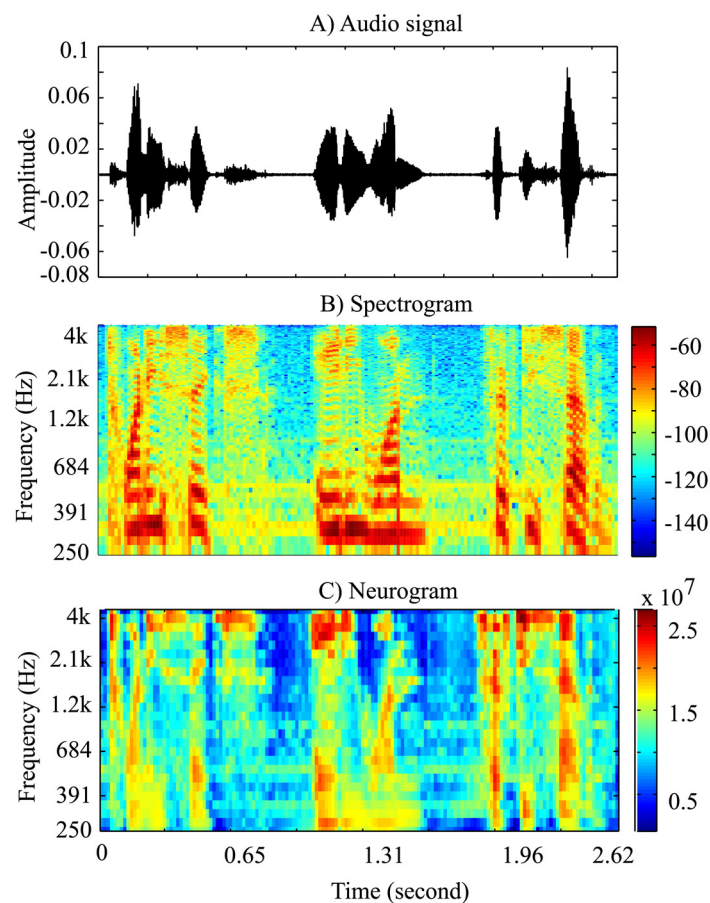 A) Audio signal
0.1
0.06
0.02
-0.02
-0.06
-0.08
Amplitude
B) Spectrogram
4k
2.1k
1.2k
684
391
250
Frequency (Hz)
-60
-80
-100
-120
-140
C) Neurogram
x 10⁷
4k
2.1k
1.2k
684
391
250
Frequency (Hz)
2.5
1.5
0.5
0 0.65 1.31 1.96 2.62
Time (second)